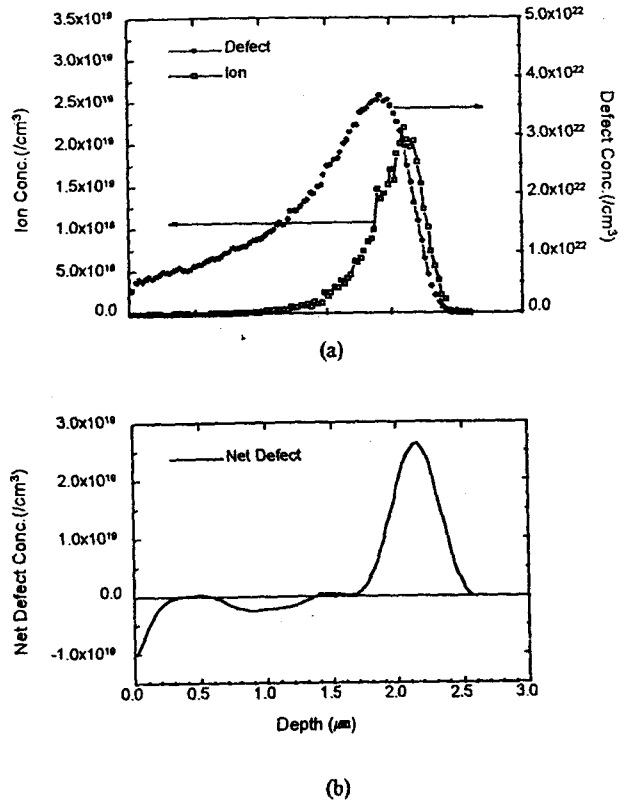 3.5x10¹⁹
3.0x10¹⁹
2.5x10¹⁹
2.0x10¹⁹
1.5x10¹⁹
1.0x10¹⁹
5.0x10¹⁸
0.0
Ion Conc.(/cm³)
Defect
Ion
5.0x10²²
4.0x10²²
3.0x10²²
2.0x10²²
1.0x10²²
0.0
Defect Conc.(/cm³)
(a)
3.0x10¹⁹
2.0x10¹⁹
1.0x10¹⁹
0.0
-1.0x10¹⁹
Net Defect Conc.(/cm³)
Net Defect
0.0 0.5 1.0 1.5 2.0 2.5 3.0
Depth (㎛)
(b)